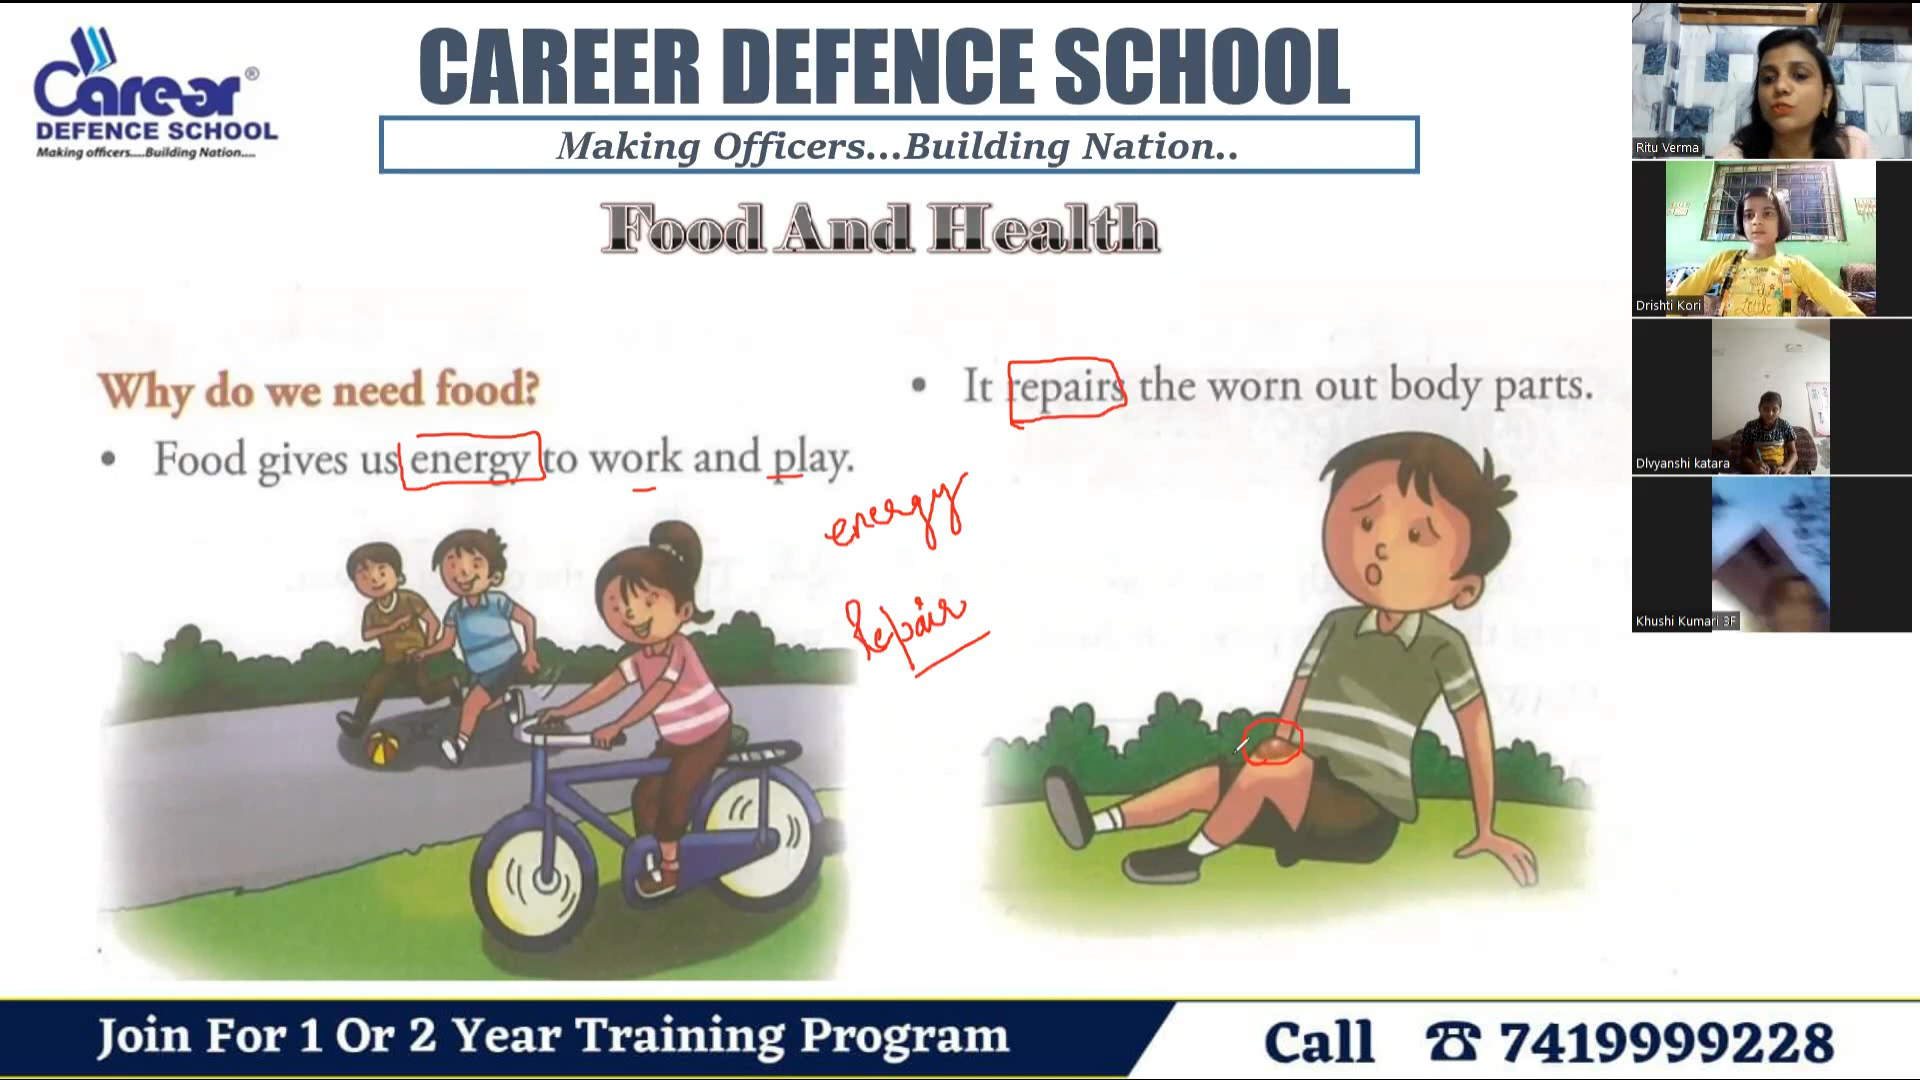 Carear®
DEFENCE SCHOOL
Making officers....Building Nation....
CAREER DEFENCE SCHOOL
Making Officers...Building Nation..
Food And Health
Why do we need food?
• Food gives us energy to work and play.
• It repairs the worn out body parts.
energy
Repair
Ritu Verma
Drishti Kori
DIvyanshi katara
Khushi Kumari 3F
Join For 1 Or 2 Year Training Program
Call ☎ 7419999228